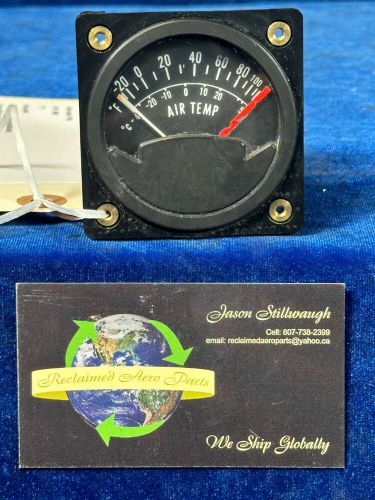 -20 0 20 40 60 80 100
°F
°C -20 -10 0 10 20
AIR TEMP
Jason Stillwaugh
Cell: 807-738-2399
email: reclaimedaeroparts@yahoo.ca
Reclaimed Aero Parts
We Ship Globally